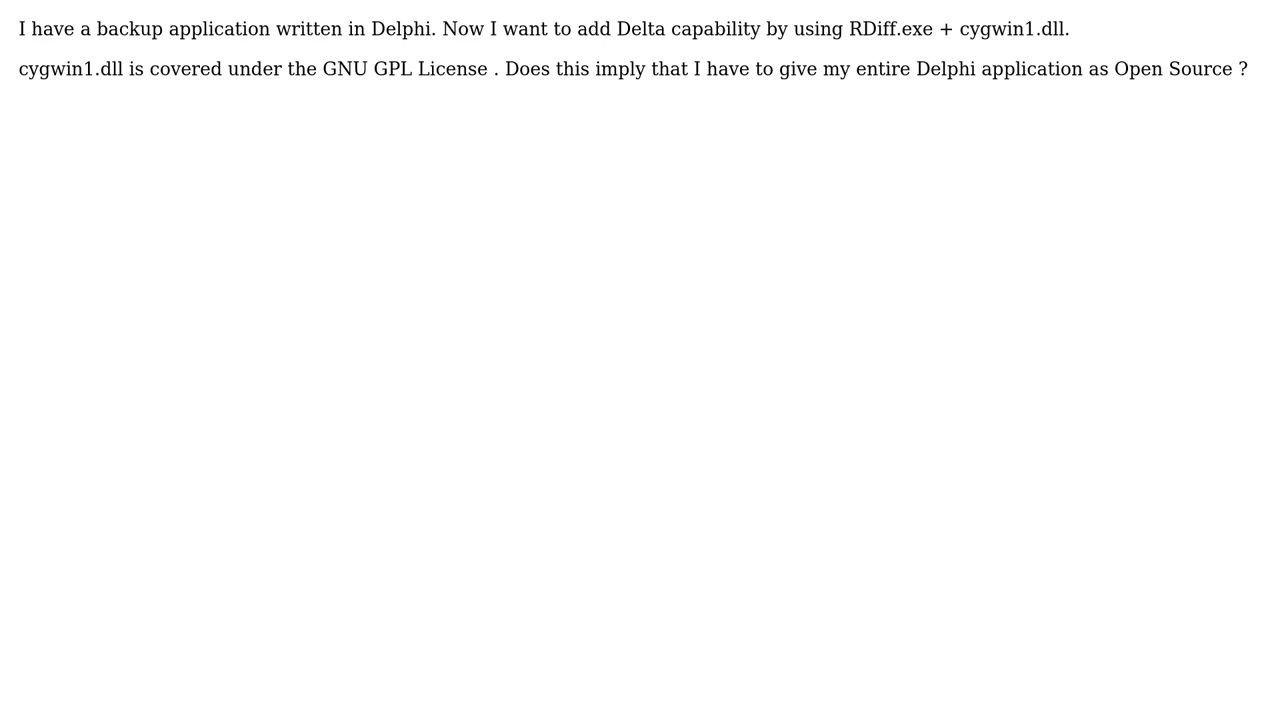 I have a backup application written in Delphi. Now I want to add Delta capability by using RDiff.exe + cygwin1.dll.
cygwin1.dll is covered under the GNU GPL License . Does this imply that I have to give my entire Delphi application as Open Source ?